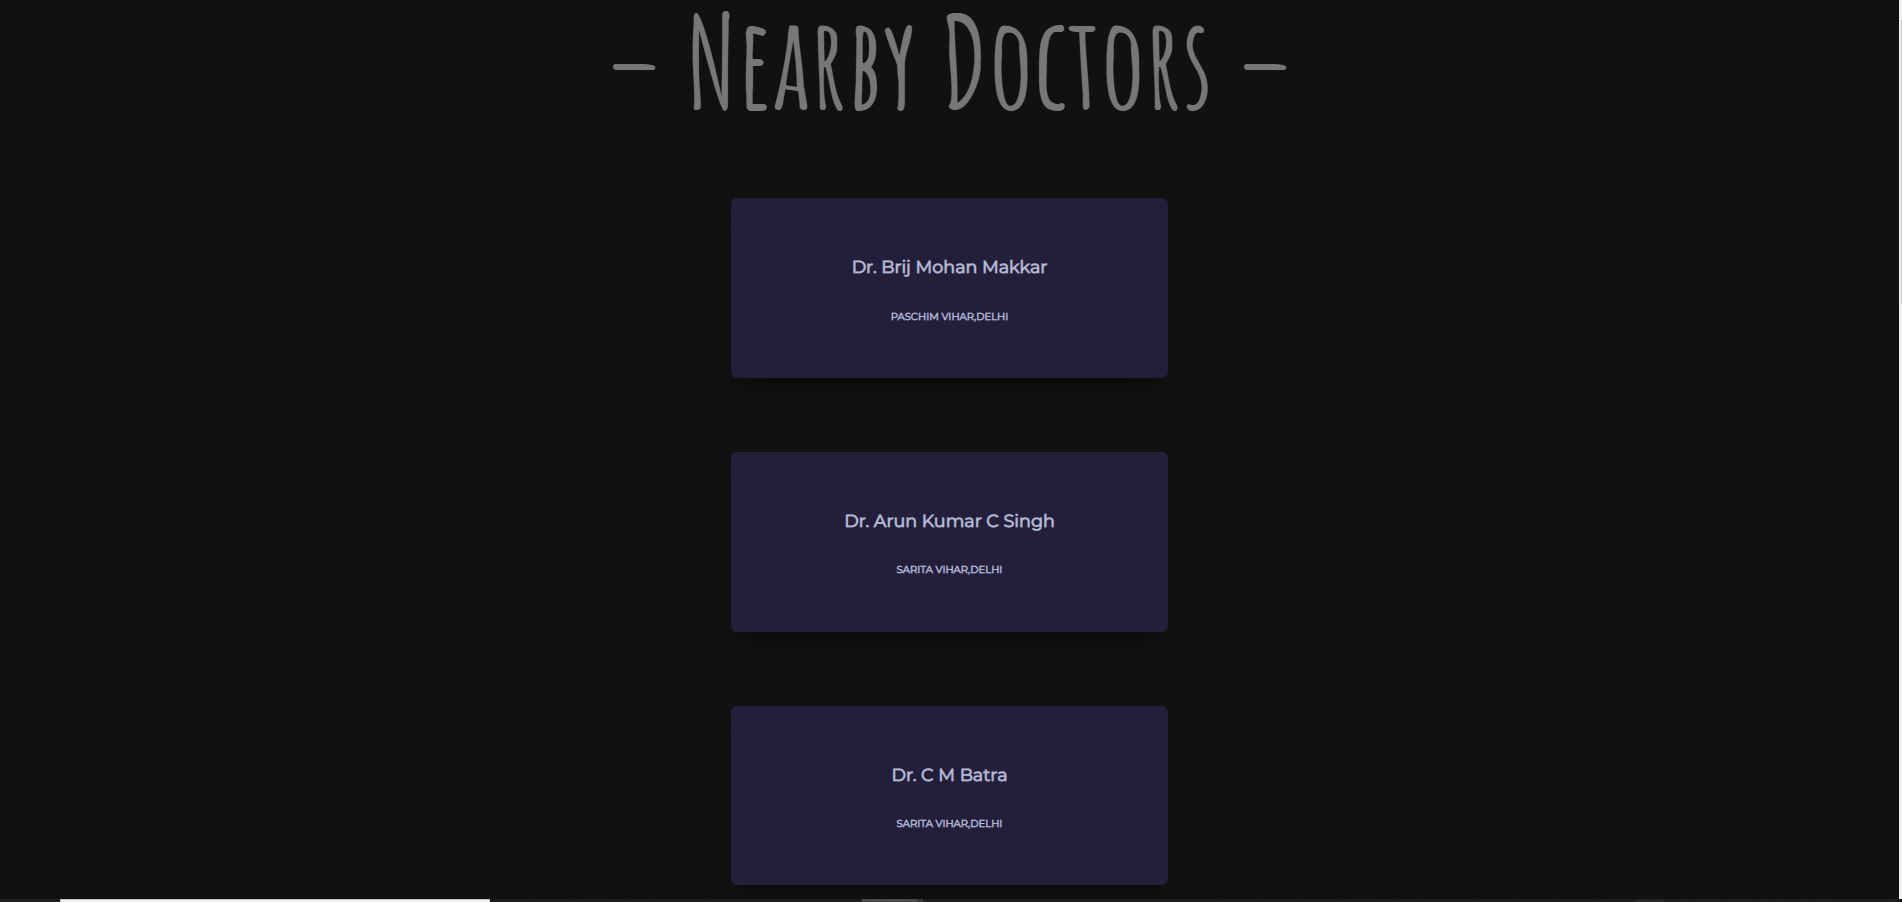 – Nearby Doctors –
Dr. Brij Mohan Makkar
PASCHIM VIHAR,DELHI
Dr. Arun Kumar C Singh
SARITA VIHAR,DELHI
Dr. C M Batra
SARITA VIHAR,DELHI